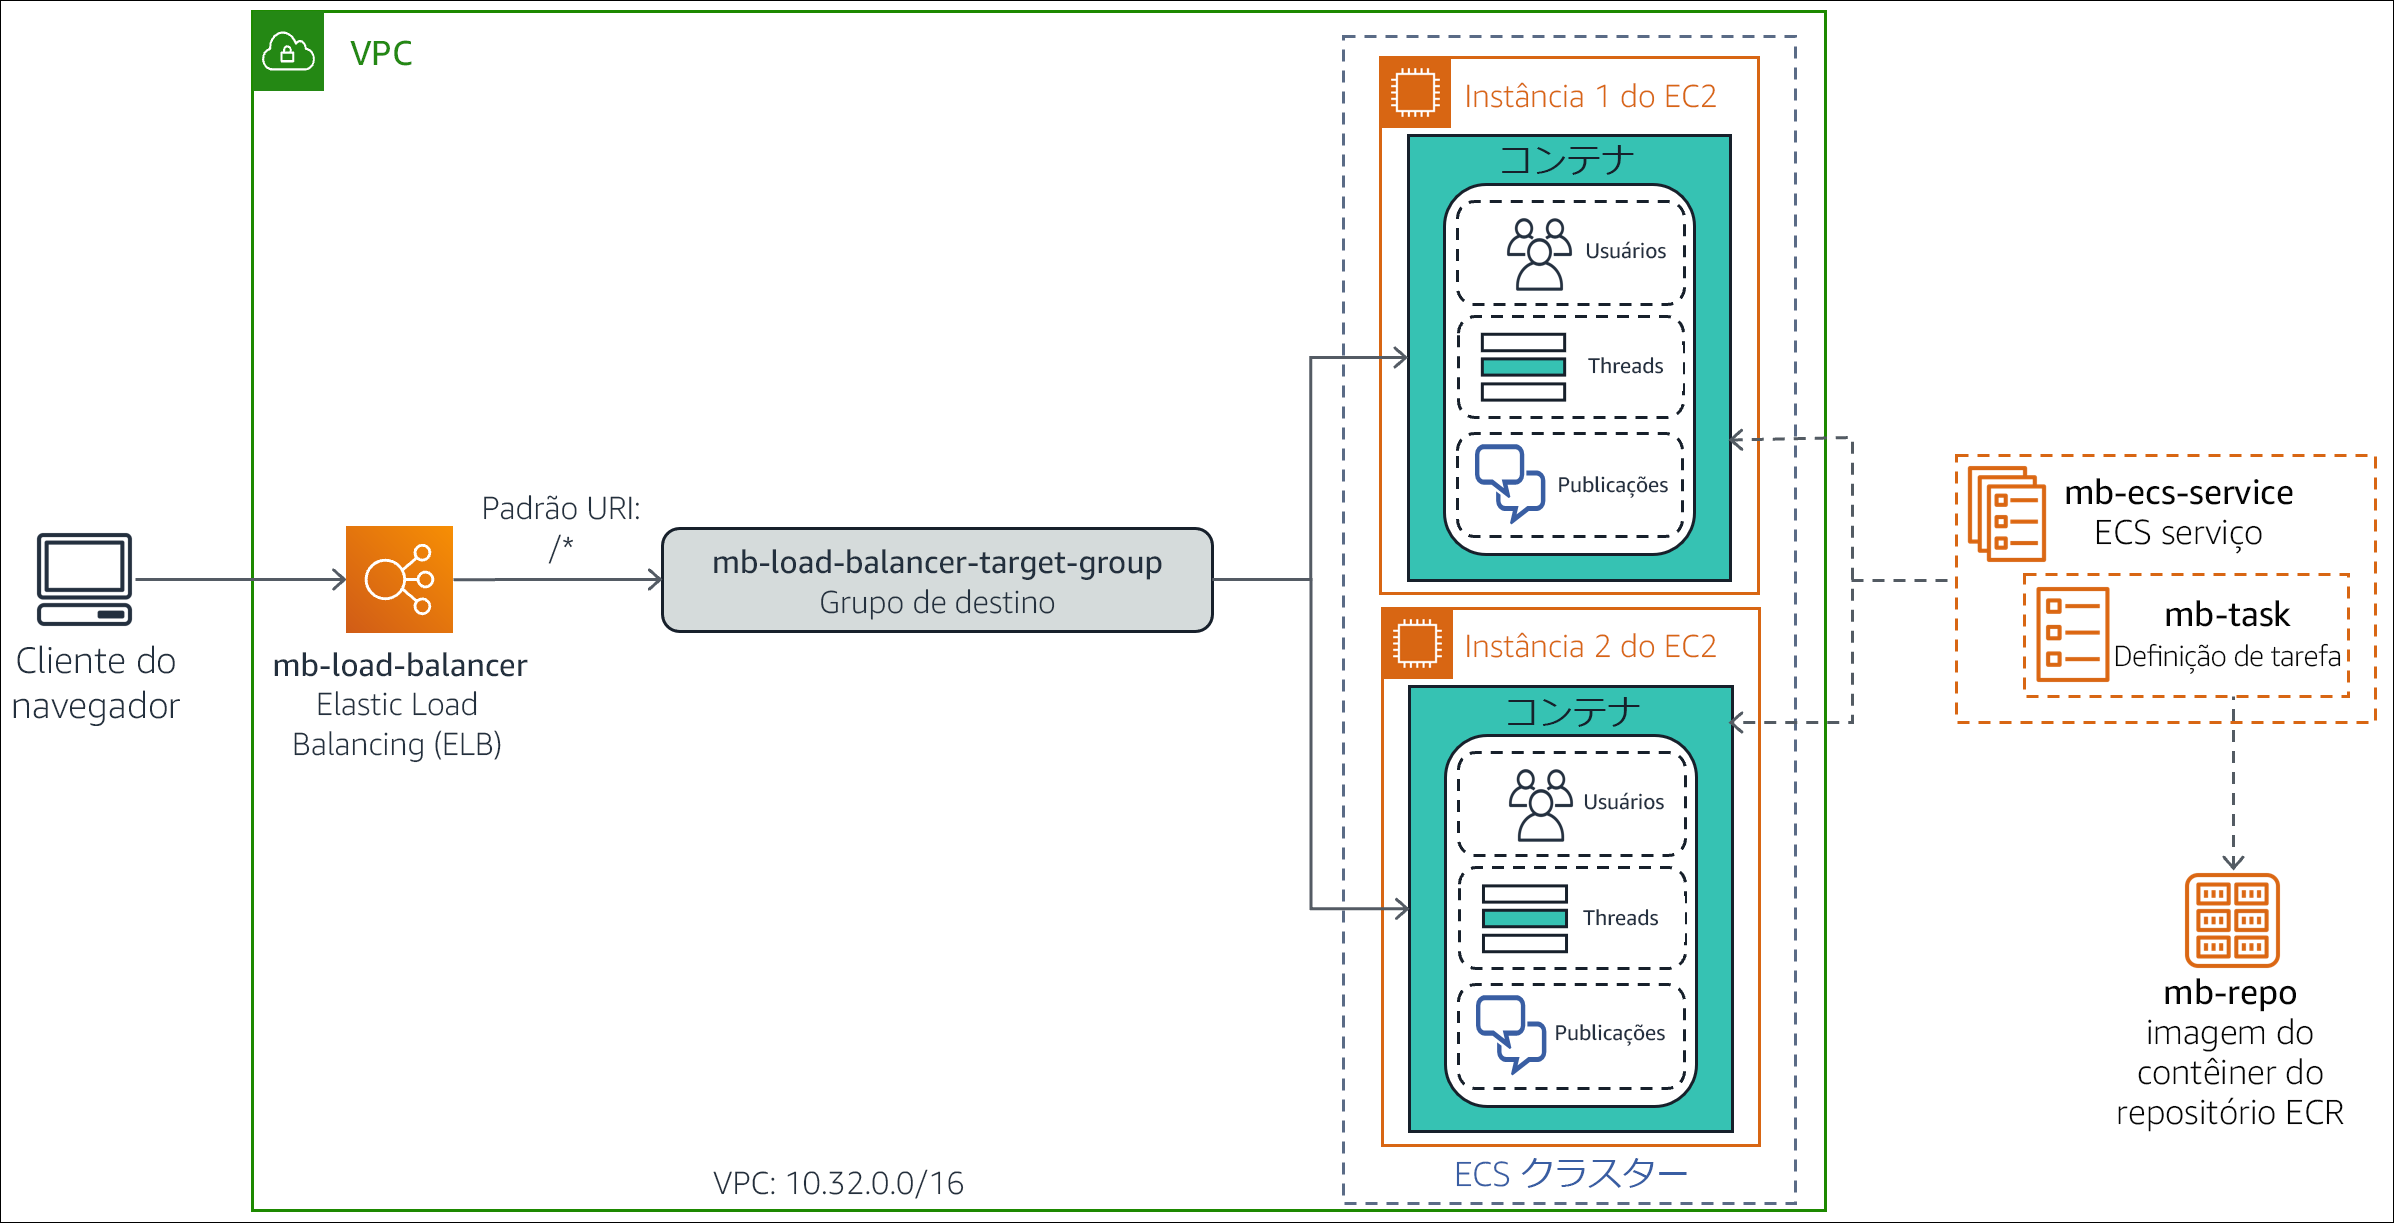 VPC
Instância 1 do EC2
コンテナ
Usuários
Threads
Publicações
Padrão URI:
/*
mb-load-balancer-target-group
Grupo de destino
Cliente do
navegador
mb-load-balancer
Elastic Load
Balancing (ELB)
Instância 2 do EC2
コンテナ
Usuários
Threads
Publicações
ECS クラスター
VPC: 10.32.0.0/16
mb-ecs-service
ECS serviço
mb-task
Definição de tarefa
mb-repo
imagem do
contêiner do
repositório ECR